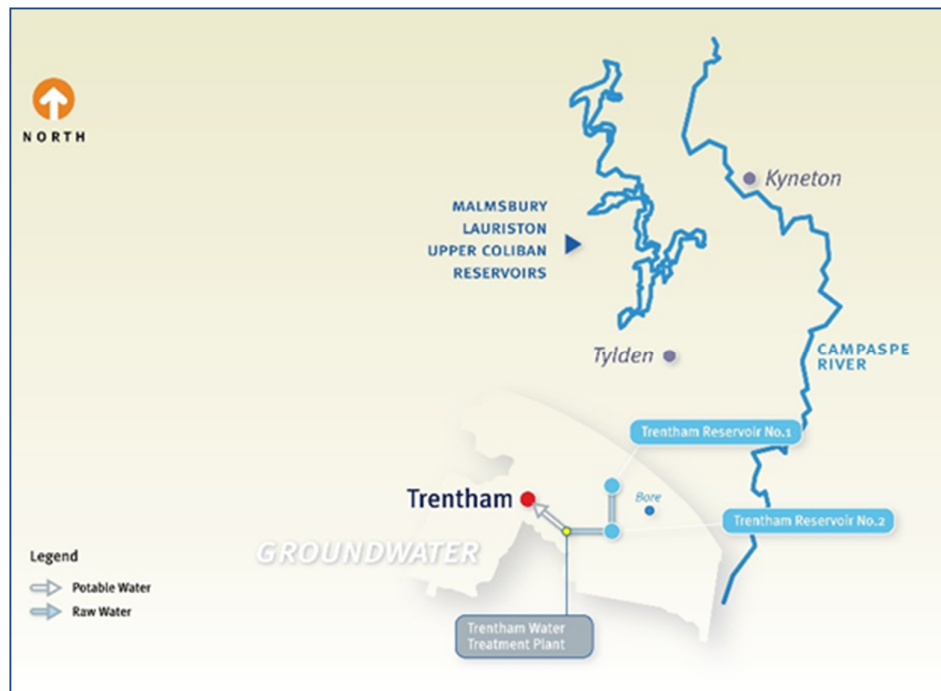 NORTH
Kyneton
MALMSBURY
LAURISTON
UPPER COLIBAN
RESERVOIRS
Tylden
CAMPASPE
RIVER
Trentham Reservoir No.1
Trentham
Bore
Trentham Reservoir No.2
GROUNDWATER
Legend
Potable Water
Raw Water
Trentham Water
Treatment Plant